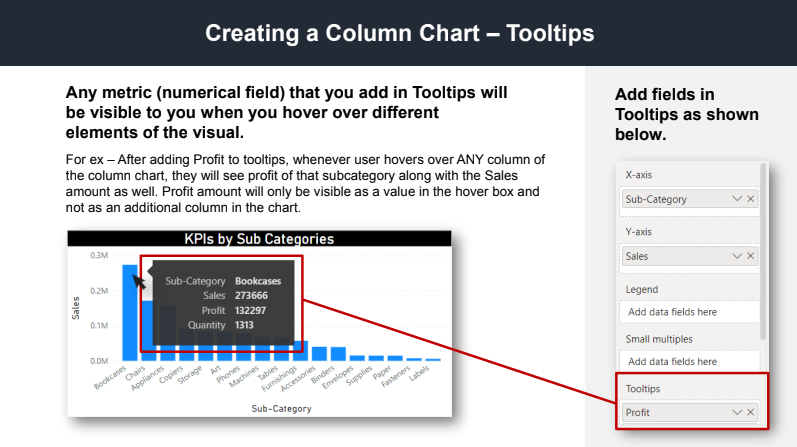 Creating a Column Chart – Tooltips
Any metric (numerical field) that you add in Tooltips will
be visible to you when you hover over different
elements of the visual.
For ex – After adding Profit to tooltips, whenever user hovers over ANY column of
the column chart, they will see profit of that subcategory along with the Sales
amount as well. Profit amount will only be visible as a value in the hover box and
not as an additional column in the chart.
KPIs by Sub Categories
Sales
0.3M
0.2M
0.1M
0.0M
Sub-Category Bookcases
Sales 273666
Profit 132297
Quantity 1313
Bookcases
Chairs
Appliances
Copiers
Storage
Art
Phones
Machines
Tables
Furnishings
Accessories
Binders
Envelopes
Supplies
Paper
Fasteners
Labels
Sub-Category
Add fields in
Tooltips as shown
below.
X-axis
Sub-Category
Y-axis
Sales
Legend
Add data fields here
Small multiples
Add data fields here
Tooltips
Profit